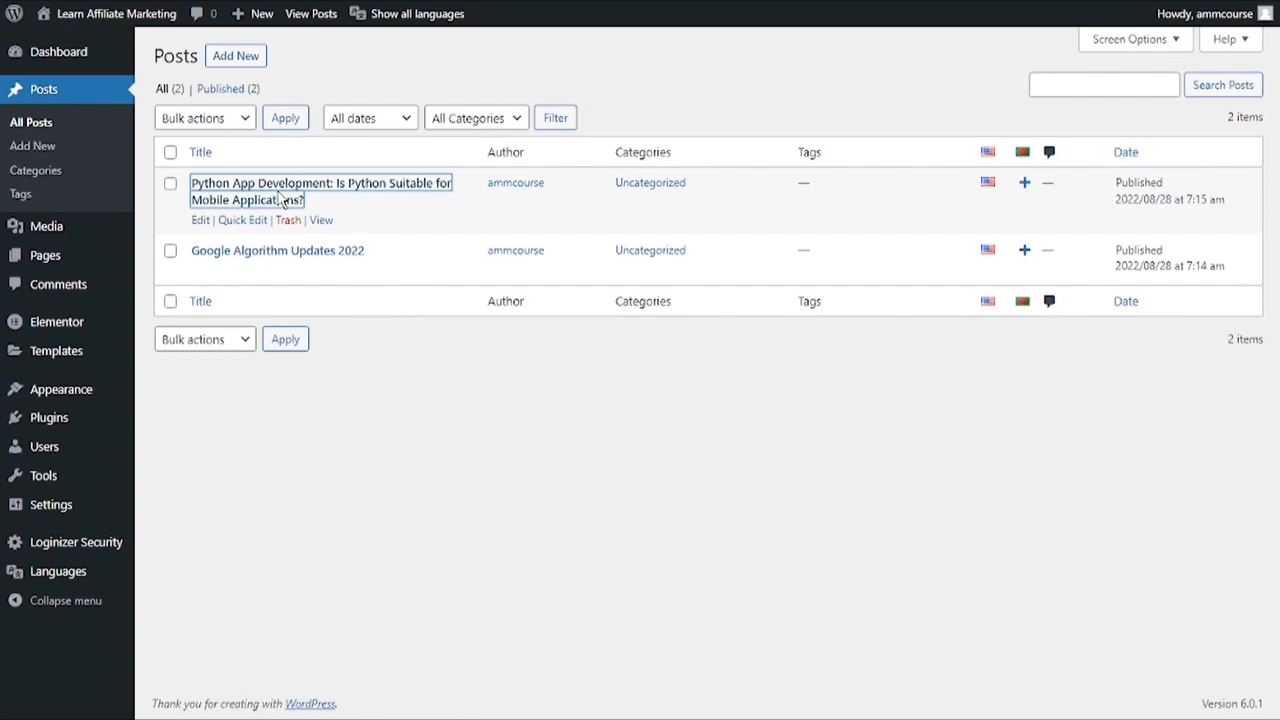 Learn Affiliate Marketing 0 New View Posts Show all languages Howdy, ammcourse
Dashboard
Posts
All Posts
Add New
Categories
Tags
Media
Pages
Comments
Elementor
Templates
Appearance
Plugins
Users
Tools
Settings
Loginizer Security
Languages
Collapse menu
Screen Options Help
Posts Add New
All (2) | Published (2)
Search Posts
Bulk actions Apply All dates All Categories Filter 2 items
Title Author Categories Tags Date
Python App Development: Is Python Suitable for ammcourse Uncategorized — — Published
Mobile Applications? 2022/08/28 at 7:15 am
Edit | Quick Edit | Trash | View
Google Algorithm Updates 2022 ammcourse Uncategorized — — Published
2022/08/28 at 7:14 am
Title Author Categories Tags Date
Bulk actions Apply 2 items
Thank you for creating with WordPress. Version 6.0.1